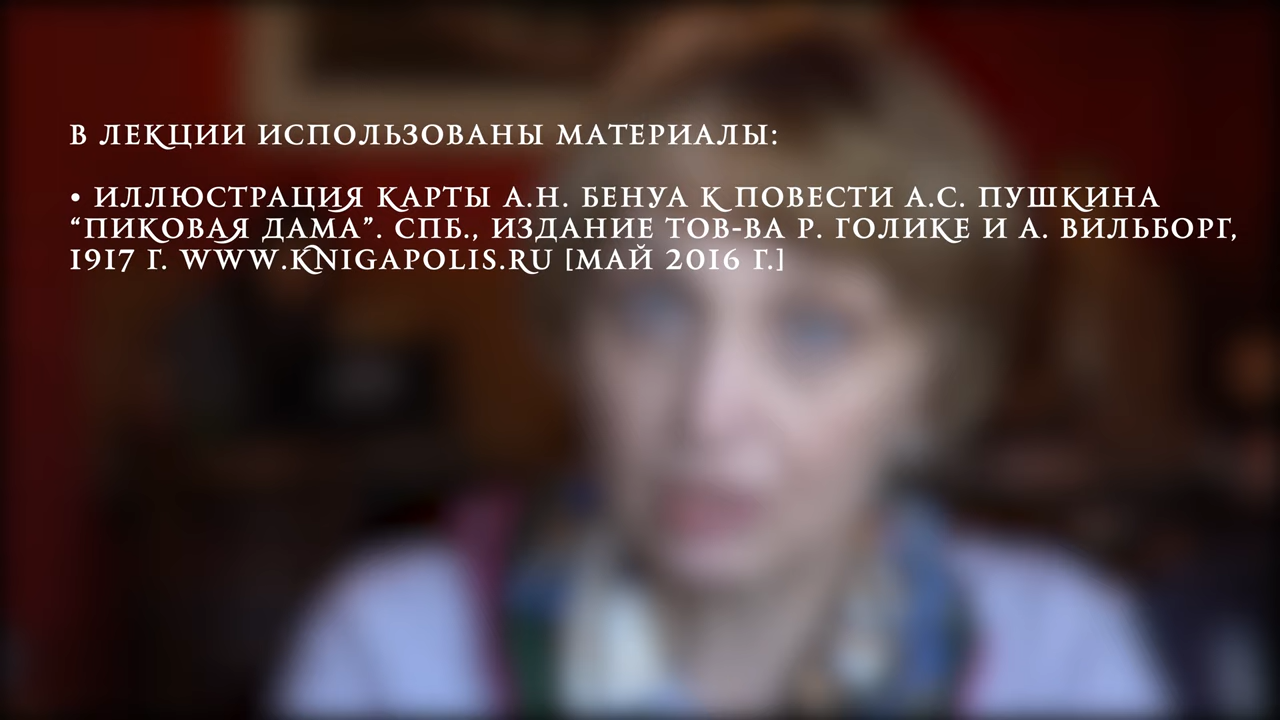 В ЛЕКЦИИ ИСПОЛЬЗОВАНЫ МАТЕРИАЛЫ:
• ИЛЛЮСТРАЦИЯ КАРТЫ А.Н. БЕНУА К ПОВЕСТИ А.С. ПУШКИНА
“ПИКОВАЯ ДАМА”. СПБ., ИЗДАНИЕ ТОВ-ВА Р. ГОЛИКЕ И А. ВИЛЬБОРГ,
1917 Г. WWW.KNIGAPOLIS.RU [МАЙ 2016 Г.]